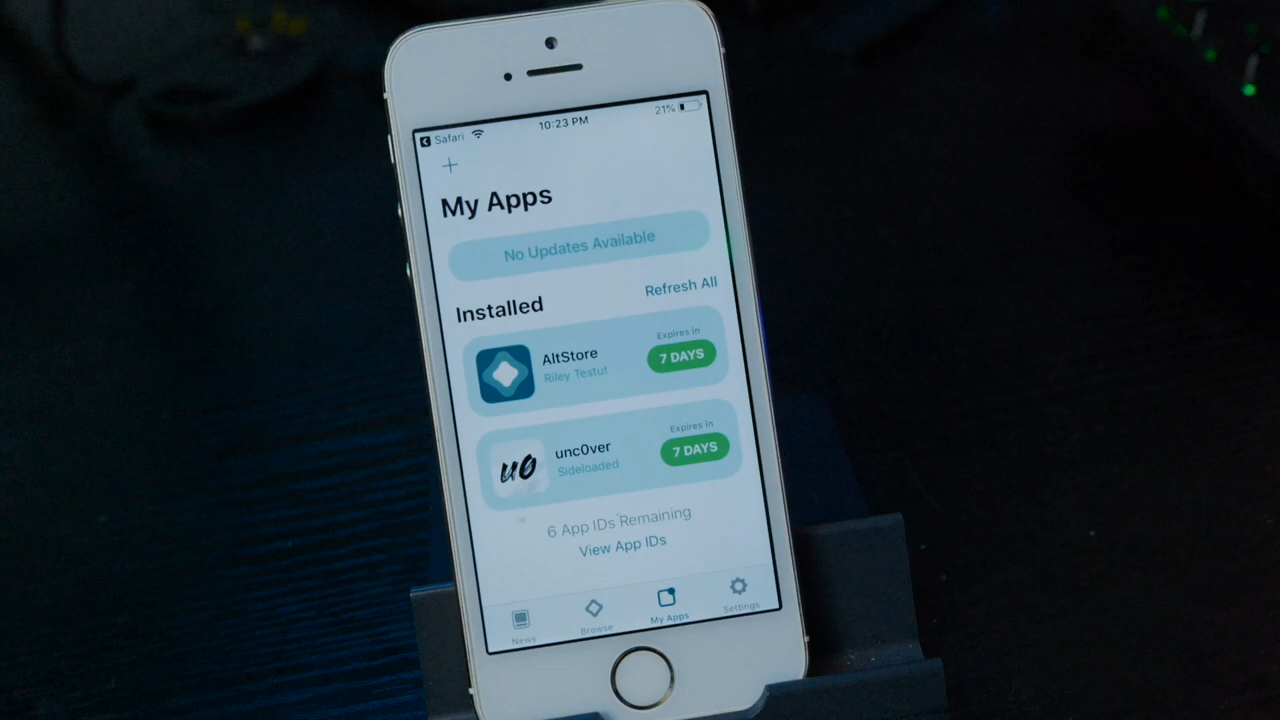 Safari 10:23 PM 21%
My Apps
No Updates Available
Installed Refresh All
AltStore
Riley Testut
Expires in
7 DAYS
u0
unc0ver
Sideloaded
Expires in
7 DAYS
6 App IDs Remaining
View App IDs
News Browse My Apps Settings